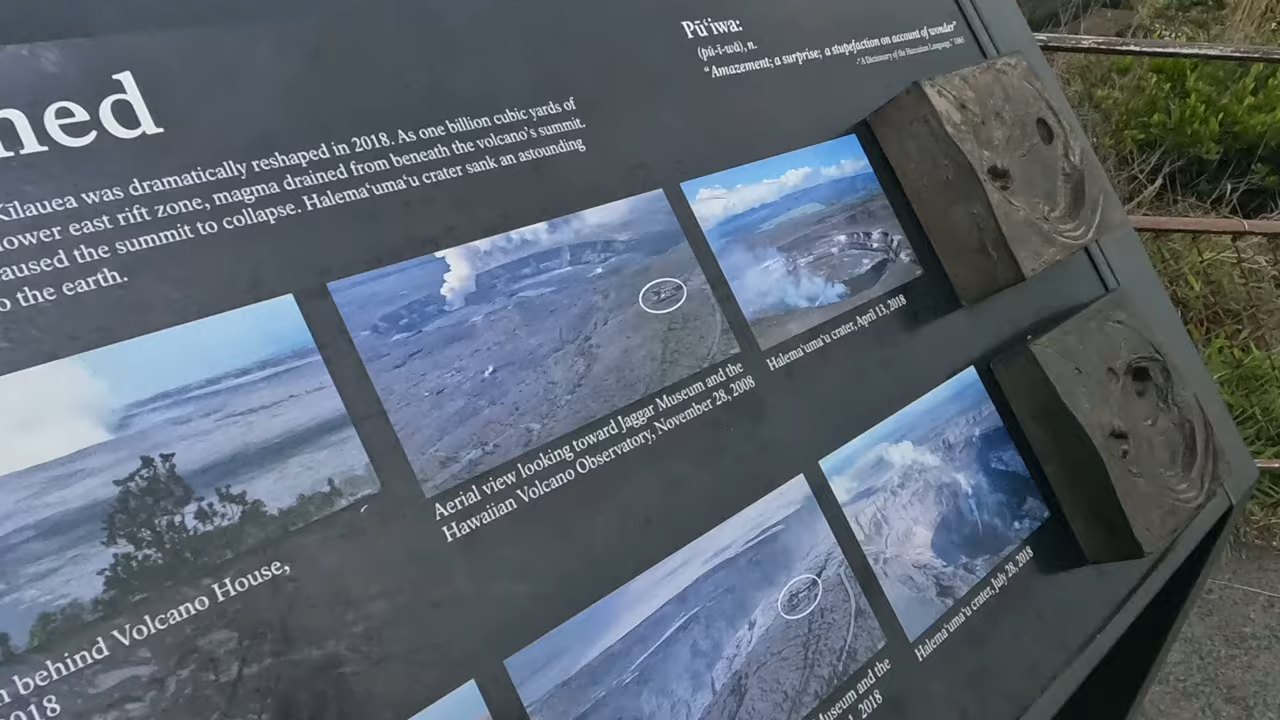 ned
Kīlauea was dramatically reshaped in 2018. As one billion cubic yards of
lower east rift zone, magma drained from beneath the volcano's summit.
aused the summit to collapse. Halemaʻumaʻu crater sank an astounding
o the earth.
Pūʻiwa:
(pū-ī-wā), n.
"Amazement; a surprise; a stupefaction on account of wonder"
-"A Dictionary of the Hawaiian Language," 1865
n behind Volcano House,
018
Aerial view looking toward Jaggar Museum and the
Hawaiian Volcano Observatory, November 28, 2008
Halemaʻumaʻu crater, April 13, 2018
Museum and the
1, 2018
Halemaʻumaʻu crater, July 28, 2018